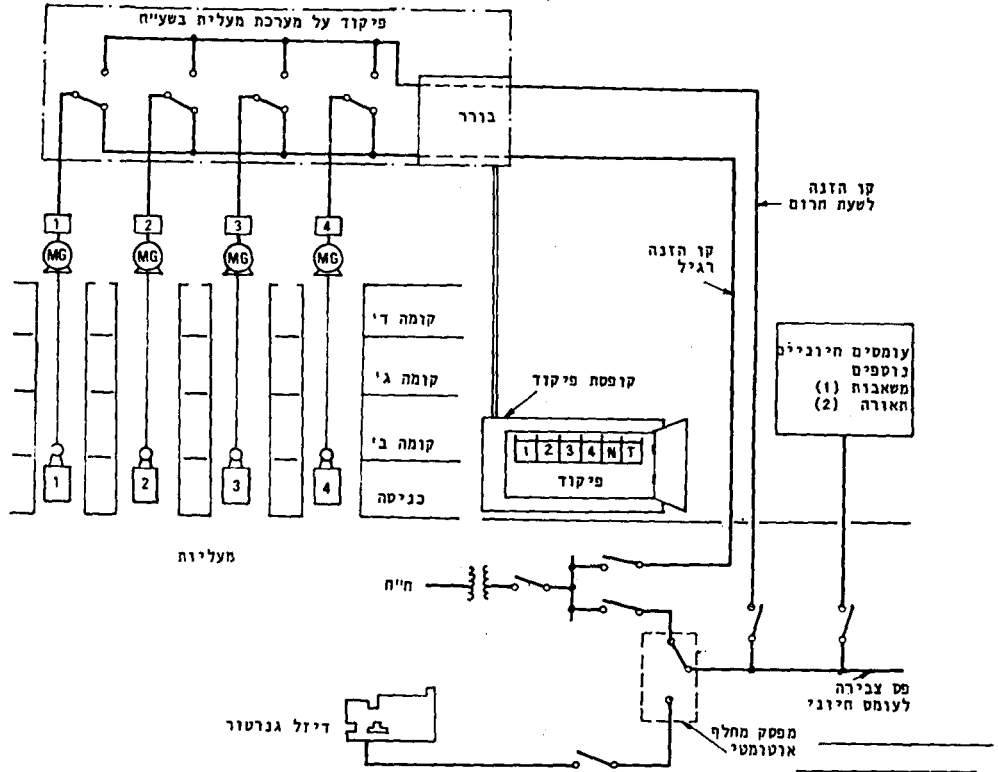 פיקוד על מערכת מעלית בשע"ח
בורר
קו הזנה
לשעת חרום
קו הזנה
רגיל
1
2
3
4
MG
MG
MG
MG
קומה ד'
קומה ג'
קומה ב'
כניסה
1
2
3
4
מעליות
קופסת פיקוד
1 2 3 4 N T
פיקוד
עומסים חיוניים
נוספים
משאבות (1)
תאורה (2)
ח"ח
פס צבירה
לעומס חיוני
מפסק מחלף
אוטומטי
דיזל גנרטור